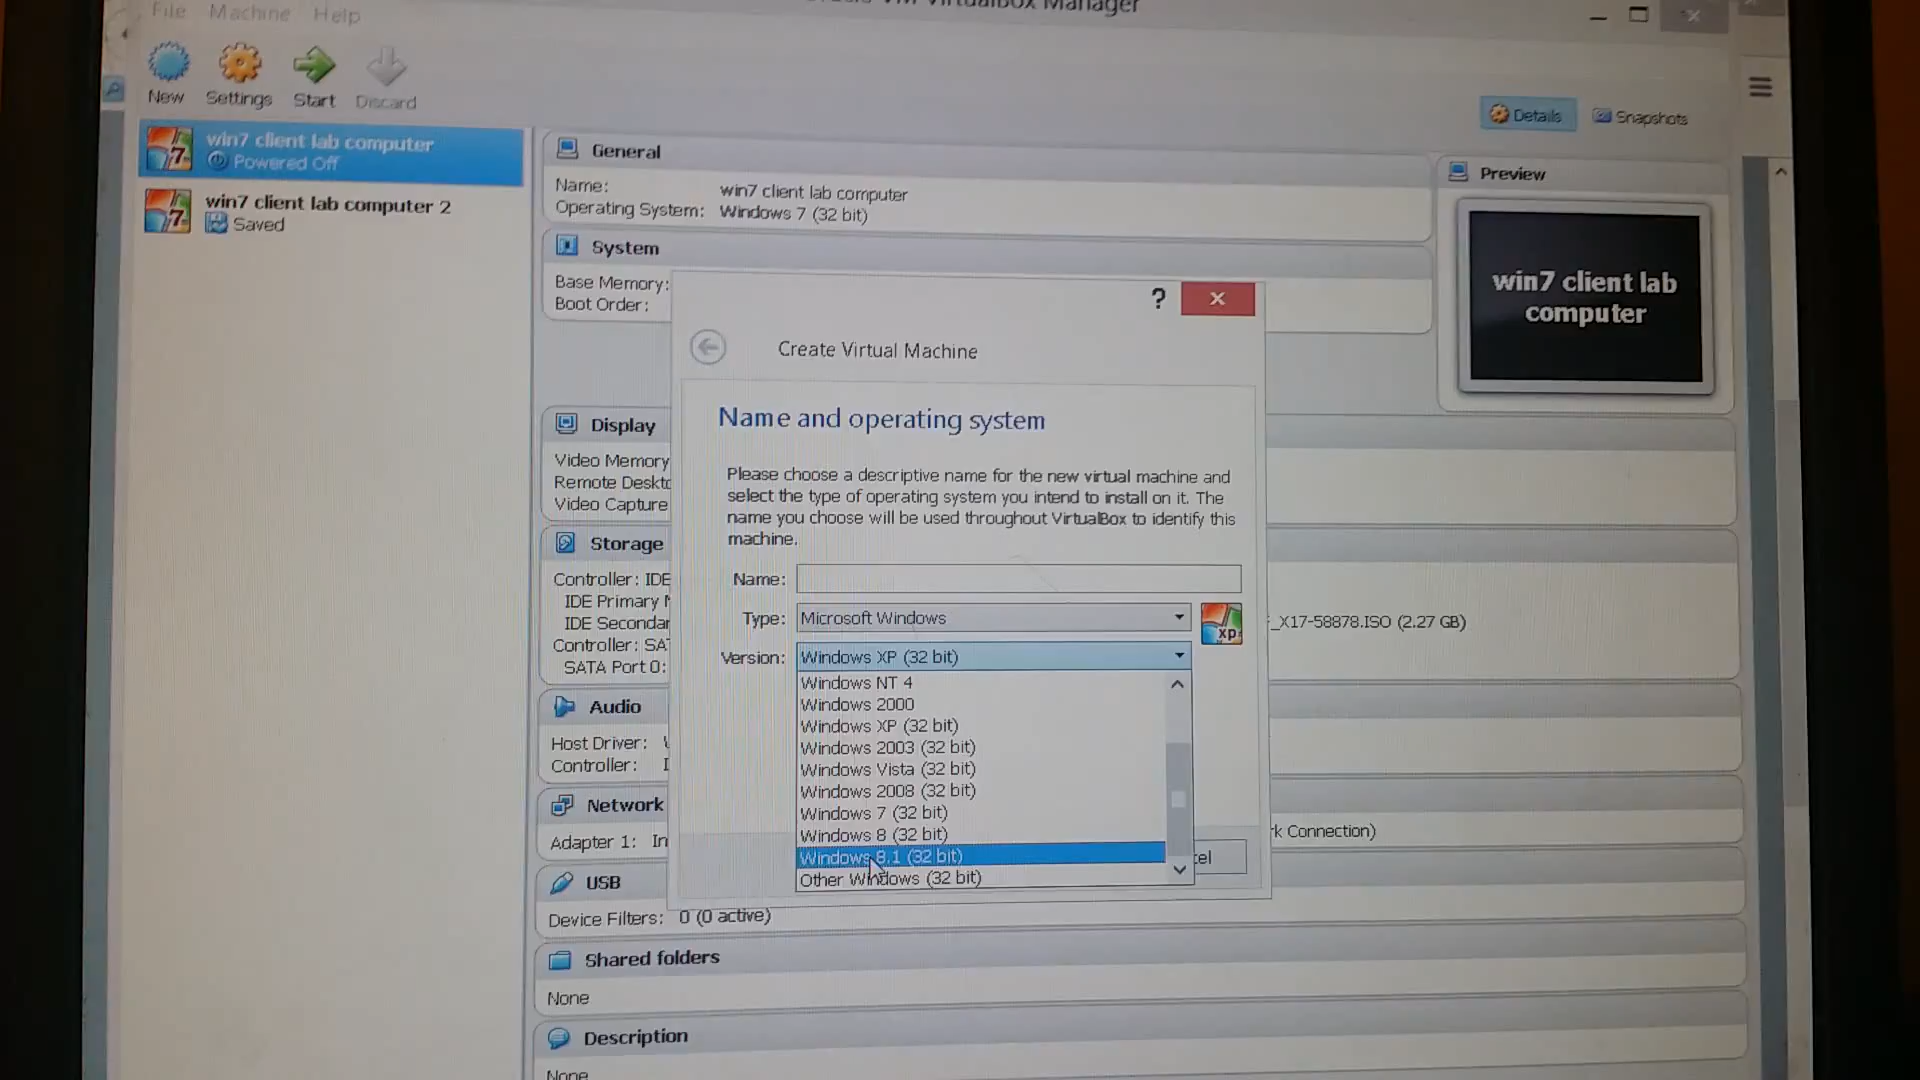 VM VirtualBox Manager
File Machine Help
New Settings Start Discard
Details Snapshots
win7 client lab computer
Powered Off
win7 client lab computer 2
Saved
General
Name: win7 client lab computer
Operating System: Windows 7 (32 bit)
System
Base Memory:
Boot Order:
Preview
win7 client lab
computer
Display
Video Memory
Remote
Video Capture
Storage
Controller: IDE
IDE Primary
IDE
Controller:
SATA Port 0:
_X17-58878.ISO (2.27 GB)
Audio
Host Driver:
Controller:
Network
Adapter 1:
Connection)
USB
Device Filters: 0 (0 active)
Shared folders
None
Description
None
?
Create Virtual Machine
Name and operating system
Please choose a descriptive name for the new virtual machine and
select the type of operating system you intend to install on it. The
name you choose will be used throughout VirtualBox to identify this
machine.
Name:
Type: Microsoft Windows
xp
Version: Windows XP (32 bit)
Windows NT 4
Windows 2000
Windows XP (32 bit)
Windows 2003 (32 bit)
Windows Vista (32 bit)
Windows 2008 (32 bit)
Windows 7 (32 bit)
Windows 8 (32 bit)
Windows 8.1 (32 bit)
Other Windows (32 bit)